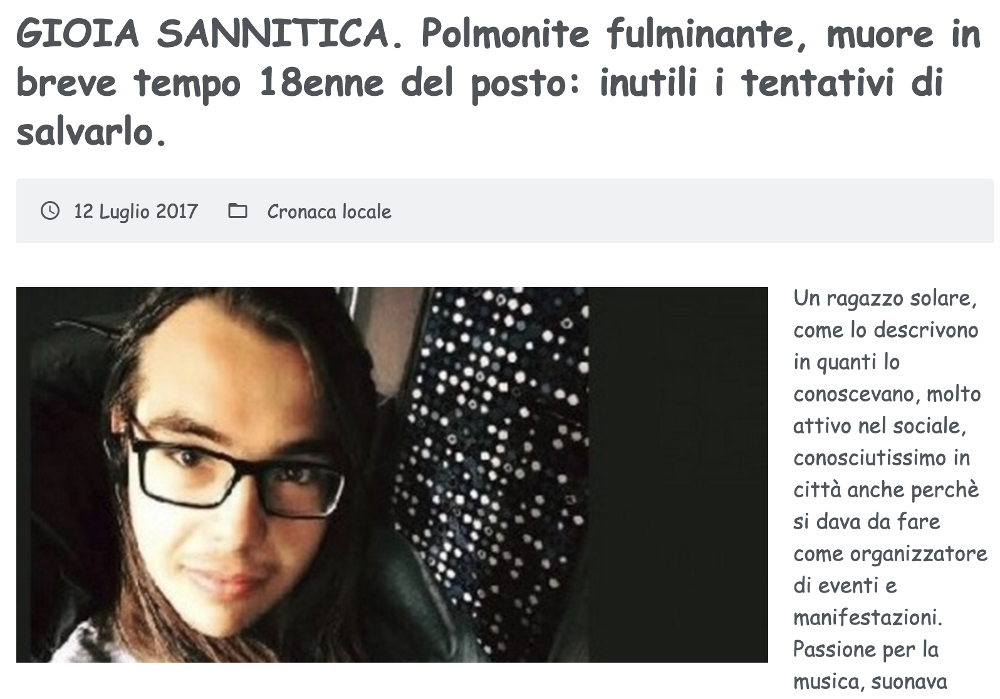 GIOIA SANNITICA. Polmonite fulminante, muore in
breve tempo 18enne del posto: inutili i tentativi di
salvarlo.
12 Luglio 2017 Cronaca locale
Un ragazzo solare,
come lo descrivono
in quanti lo
conoscevano, molto
attivo nel sociale,
conosciutissimo in
città anche perchè
si dava da fare
come organizzatore
di eventi e
manifestazioni.
Passione per la
musica, suonava